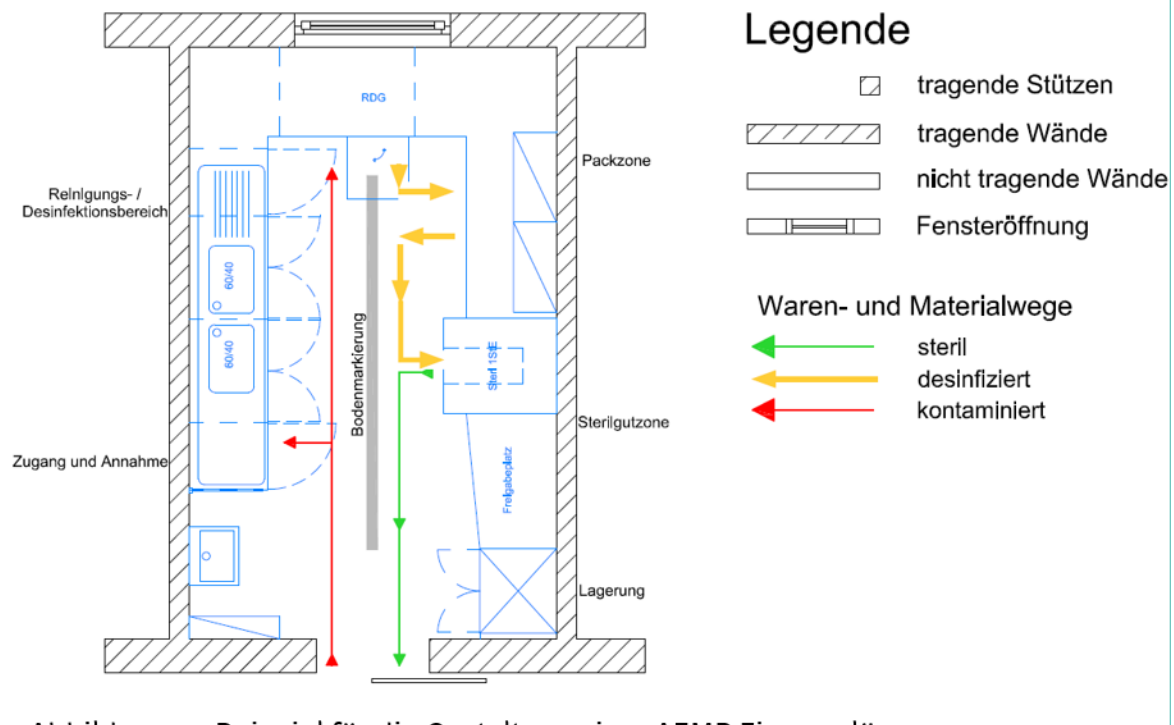 Legende
tragende Stützen
tragende Wände
nicht tragende Wände
Fensteröffnung
Waren- und Materialwege
steril
desinfiziert
kontaminiert
RDG
Packzone
Reinigungs- /
Desinfektionsbereich
60/40
60/40
Bodenmarkierung
Steri 1StE
Sterilgutzone
Zugang und Annahme
Freigabeplatz
Lagerung